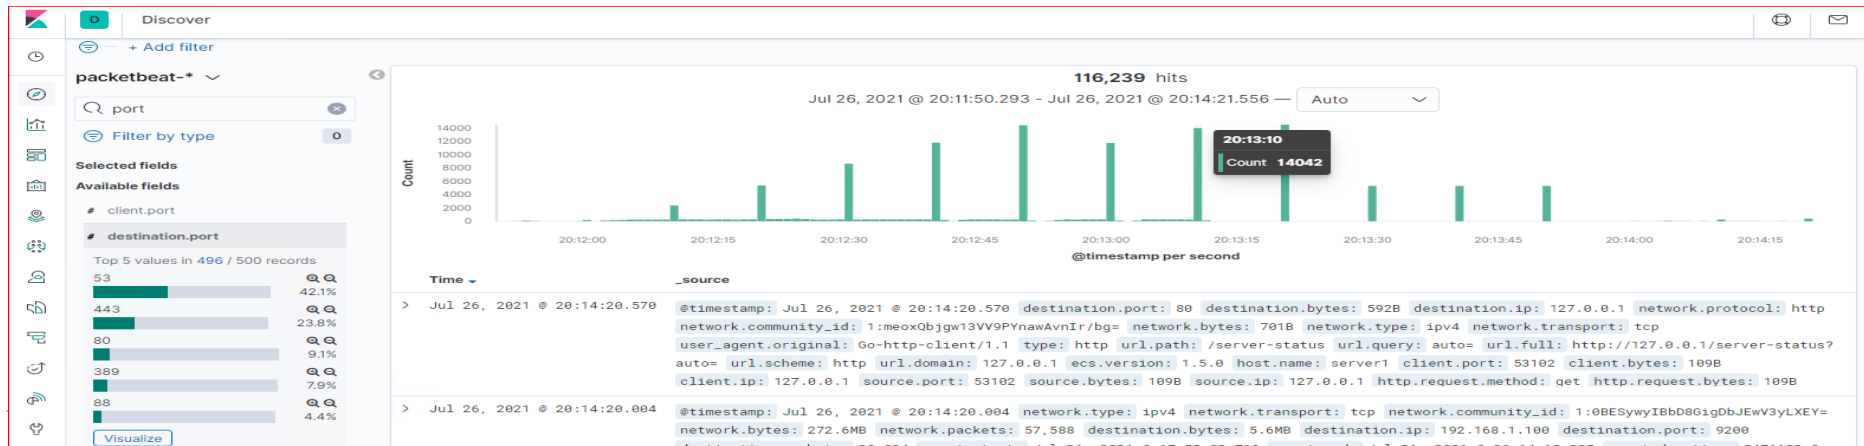 D Discover
+ Add filter
packetbeat-*
port
Filter by type 0
Selected fields
Available fields
# client.port
# destination.port
Top 5 values in 496 / 500 records
53
42.1%
443
23.8%
80
9.1%
389
7.9%
88
4.4%
Visualize
116,239 hits
Jul 26, 2021 @ 20:11:50.293 - Jul 26, 2021 @ 20:14:21.556 — Auto
Count
14000
12000
10000
8000
6000
4000
2000
0
20:13:10
Count 14042
20:12:00 20:12:15 20:12:30 20:12:45 20:13:00 20:13:15 20:13:30 20:13:45 20:14:00 20:14:15
@timestamp per second
Time _source
Jul 26, 2021 @ 20:14:20.570 @timestamp: Jul 26, 2021 @ 20:14:20.570 destination.port: 80 destination.bytes: 592B destination.ip: 127.0.0.1 network.protocol: http
network.community_id: 1:meoxQbjgw13VV9PYnawAvnIr/bg= network.bytes: 701B network.type: ipv4 network.transport: tcp
user_agent.original: Go-http-client/1.1 type: http url.path: /server-status url.query: auto= url.full: http://127.0.0.1/server-status?
auto= url.scheme: http url.domain: 127.0.0.1 ecs.version: 1.5.0 host.name: server1 client.port: 53102 client.bytes: 109B
client.ip: 127.0.0.1 source.port: 53102 source.bytes: 109B source.ip: 127.0.0.1 http.request.method: get http.request.bytes: 109B
Jul 26, 2021 @ 20:14:20.004 @timestamp: Jul 26, 2021 @ 20:14:20.004 network.type: ipv4 network.transport: tcp network.community_id: 1:0BESywyIBbD8GigDbJEwV3yLXEY=
network.bytes: 272.6MB network.packets: 57,588 destination.bytes: 5.6MB destination.ip: 192.168.1.100 destination.port: 9200